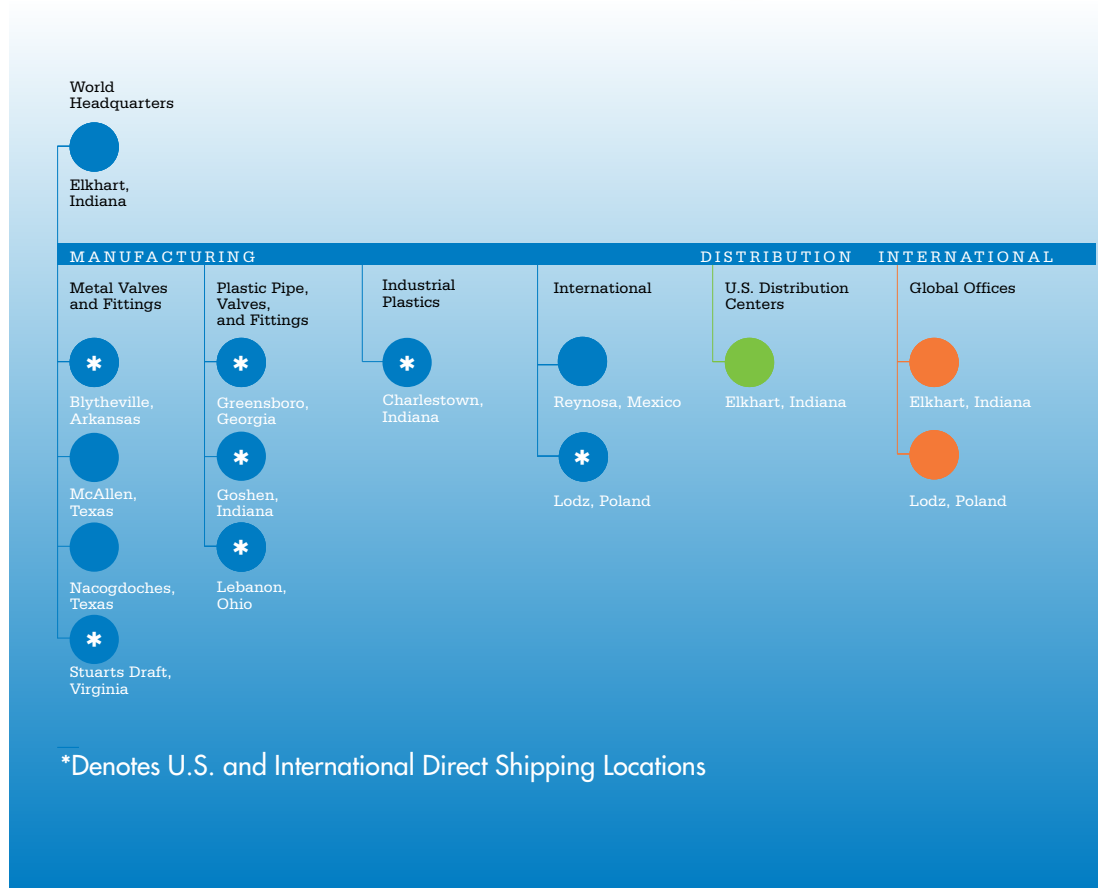 World
Headquarters
Elkhart,
Indiana
MANUFACTURING
DISTRIBUTION
INTERNATIONAL
Metal Valves
and Fittings
*
Blytheville,
Arkansas
McAllen,
Texas
Nacogdoches,
Texas
*
Stuarts Draft,
Virginia
Plastic Pipe,
Valves,
and Fittings
*
Greensboro,
Georgia
*
Goshen,
Indiana
*
Lebanon,
Ohio
Industrial
Plastics
*
Charlestown,
Indiana
International
Reynosa, Mexico
*
Lodz, Poland
U.S. Distribution
Centers
Elkhart, Indiana
Global Offices
Elkhart, Indiana
Lodz, Poland
*Denotes U.S. and International Direct Shipping Locations